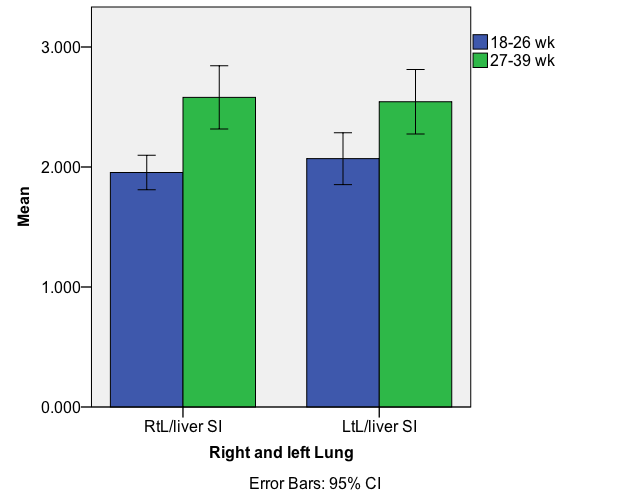 3.000
2.000
1.000
0.000
Mean
18-26 wk
27-39 wk
RtL/liver SI
LtL/liver SI
Right and left Lung
Error Bars: 95% CI